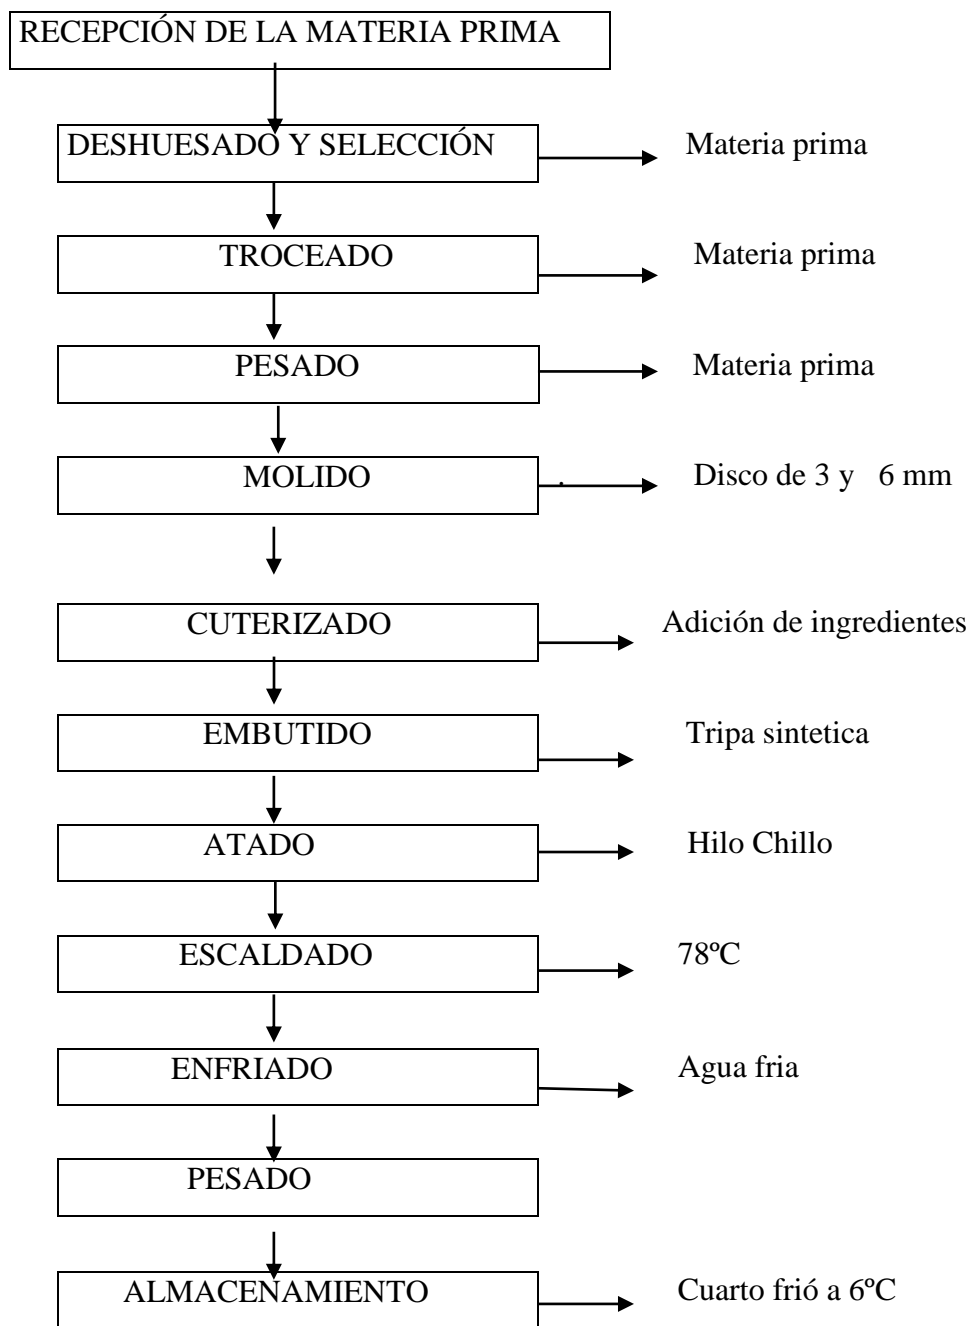 RECEPCIÓN DE LA MATERIA PRIMA
DESHUESADO Y SELECCIÓN
Materia prima
TROCEADO
Materia prima
PESADO
Materia prima
MOLIDO
Disco de 3 y 6 mm
CUTERIZADO
Adición de ingredientes
EMBUTIDO
Tripa sintetica
ATADO
Hilo Chillo
ESCALDADO
78ºC
ENFRIADO
Agua fria
PESADO
ALMACENAMIENTO
Cuarto frió a 6ºC